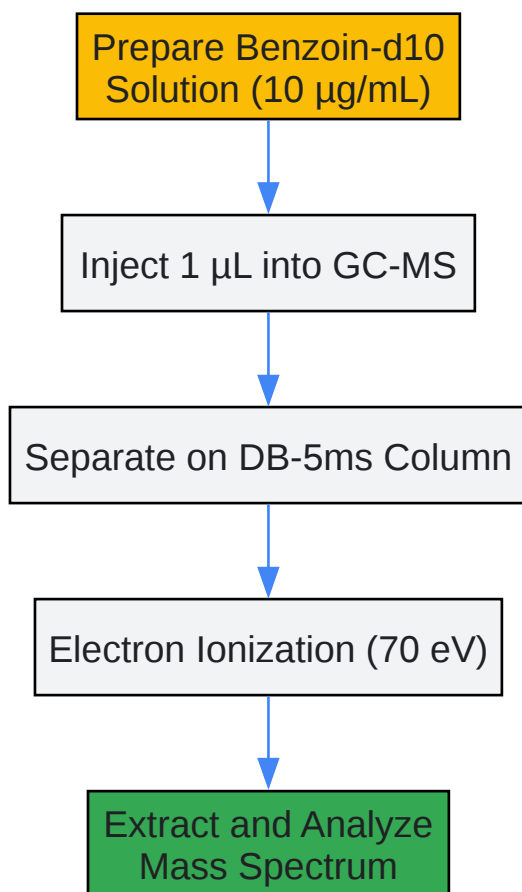 Prepare Benzoin-d10
Solution (10 µg/mL)
Inject 1 µL into GC-MS
Separate on DB-5ms Column
Electron Ionization (70 eV)
Extract and Analyze
Mass Spectrum